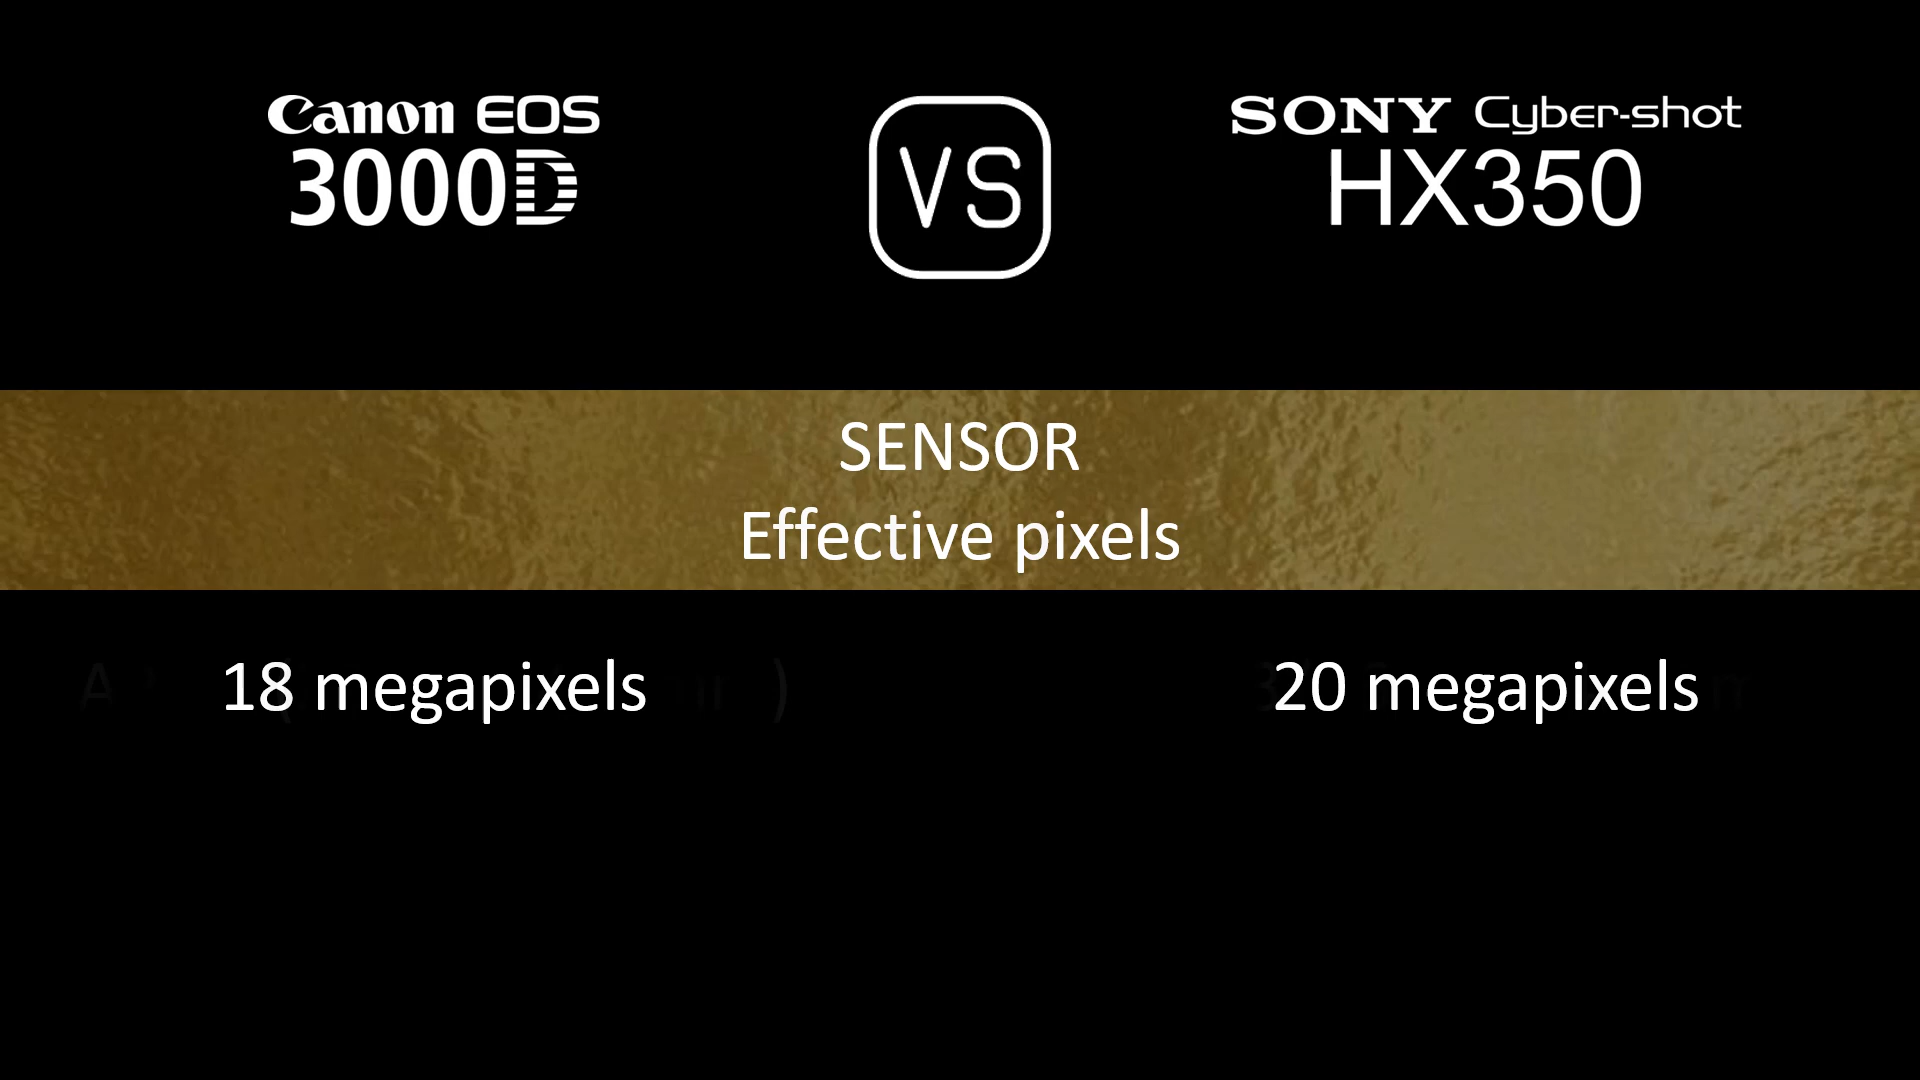 Canon EOS
3000D
VS
SONY Cyber-shot
HX350
SENSOR
Effective pixels
18 megapixels
20 megapixels